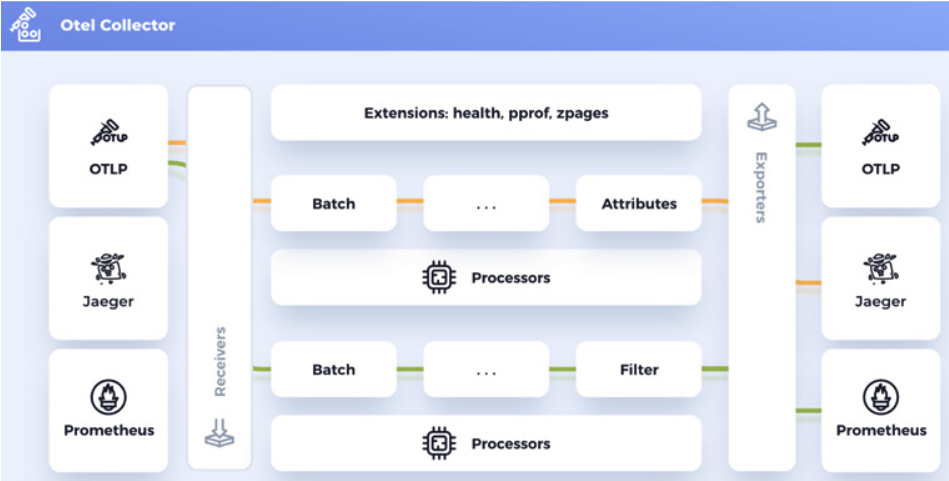 Otel Collector
OTLP
OTLP
Jaeger
Prometheus
Receivers
Extensions: health, pprof, zpages
Batch
...
Attributes
Processors
Batch
...
Filter
Processors
Exporters
OTLP
OTLP
Jaeger
Prometheus